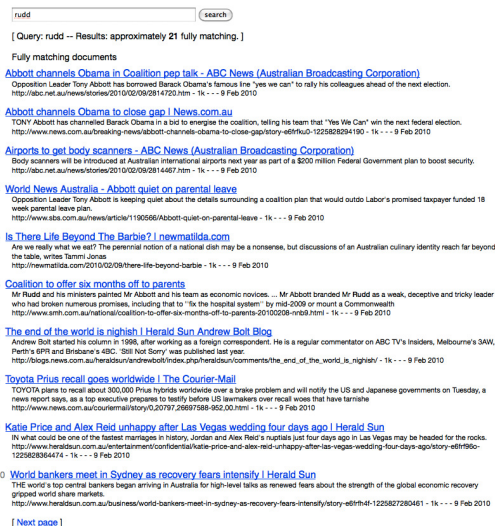 rudd search
[ Query: rudd -- Results: approximately 21 fully matching. ]
Fully matching documents
Abbott channels Obama in Coalition pep talk - ABC News (Australian Broadcasting Corporation)
Opposition Leader Tony Abbott has borrowed Barack Obama's famous line "yes we can" to rally his colleagues ahead of the next election.
http://abc.net.au/news/stories/2010/02/09/2814720.htm - 1k - - - 9 Feb 2010
Abbott channels Obama to close gap | News.com.au
TONY Abbott has channelled Barack Obama in a bid to energise the coalition, telling his team that "Yes We Can" win the next federal election.
http://www.news.com.au/breaking-news/abbott-channels-obama-to-close-gap/story-e6frfku0-1225828294190 - 1k - - - 9 Feb 2010
Airports to get body scanners - ABC News (Australian Broadcasting Corporation)
Body scanners will be introduced at Australian international airports next year as part of a $200 million Federal Government plan to boost security.
http://abc.net.au/news/stories/2010/02/09/2814467.htm - 1k - - - 9 Feb 2010
World News Australia - Abbott quiet on parental leave
Opposition Leader Tony Abbott is keeping quiet about the details surrounding a coalition plan that would outdo Labor's promised taxpayer funded 18
week parental leave plan.
http://www.sbs.com.au/news/article/1190566/Abbott-quiet-on-parental-leave - 1k - - - 9 Feb 2010
Is There Life Beyond The Barbie? | newmatilda.com
Are we really what we eat? The perennial notion of a national dish may be a nonsense, but discussions of an Australian culinary identity reach far beyond
the table, writes Tammi Jonas
http://newmatilda.com/2010/02/09/there-life-beyond-barbie - 1k - - - 9 Feb 2010
Coalition to offer six months off to parents
Mr Rudd and his ministers painted Mr Abbott and his team as economic novices. ... Mr Abbott branded Mr Rudd as a weak, deceptive and tricky leader
who had broken numerous promises, including that to ''fix the hospital system'' by mid-2009 or mount a Commonwealth
http://www.smh.com.au/national/coalition-to-offer-six-months-off-to-parents-20100208-nnb9.html - 1k - - - 9 Feb 2010
The end of the world is nighish | Herald Sun Andrew Bolt Blog
Andrew Bolt started his column in 1998, after working as a foreign correspondent. He is a regular commentator on ABC TV's Insiders, Melbourne's 3AW,
Perth's 6PR and Brisbane's 4BC. 'Still Not Sorry' was published last year.
http://blogs.news.com.au/heraldsun/andrewbolt/index.php/heraldsun/comments/the_end_of_the_world_is_nighish/ - 1k - - - 9 Feb 2010
Toyota Prius recall goes worldwide | The Courier-Mail
TOYOTA plans to recall about 300,000 Prius hybrids worldwide over a brake problem and will notify the US and Japanese governments on Tuesday, a
news report says, as a top executive prepares to testify before US lawmakers over recall woes that have tarnishe
http://www.news.com.au/couriermail/story/0,20797,26697588-952,00.html - 1k - - - 9 Feb 2010
Katie Price and Alex Reid unhappy after Las Vegas wedding four days ago | Herald Sun
IN what could be one of the fastest marriages in history, Jordan and Alex Reid's nuptials just four days ago in Las Vegas may be headed for the rocks.
http://www.heraldsun.com.au/entertainment/confidential/katie-price-and-alex-reid-unhappy-after-las-vegas-wedding-four-days-ago/story-e6frf96o-
1225828364474 - 1k - - - 9 Feb 2010
0 World bankers meet in Sydney as recovery fears intensify | Herald Sun
THE world's top central bankers began arriving in Australia for high-level talks as renewed fears about the strength of the global economic recovery
gripped world share markets.
http://www.heraldsun.com.au/business/world-bankers-meet-in-sydney-as-recovery-fears-intensify/story-e6frfh4f-1225827280461 - 1k - - - 9 Feb 2010
[ Next page ]